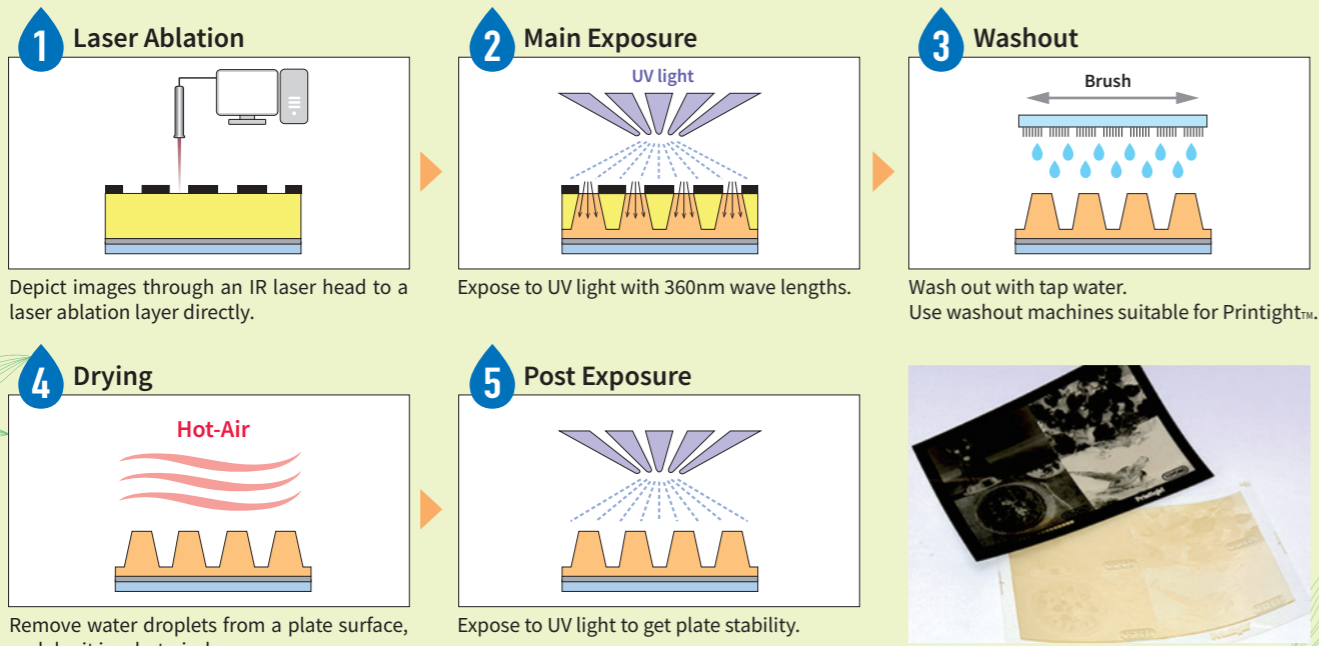 1 Laser Ablation
Depict images through an IR laser head to a
laser ablation layer directly.
2 Main Exposure
UV light
Expose to UV light with 360nm wave lengths.
3 Washout
Brush
Wash out with tap water.
Use washout machines suitable for Printight™.
4 Drying
Hot-Air
Remove water droplets from a plate surface,
5 Post Exposure
Expose to UV light to get plate stability.
Printight